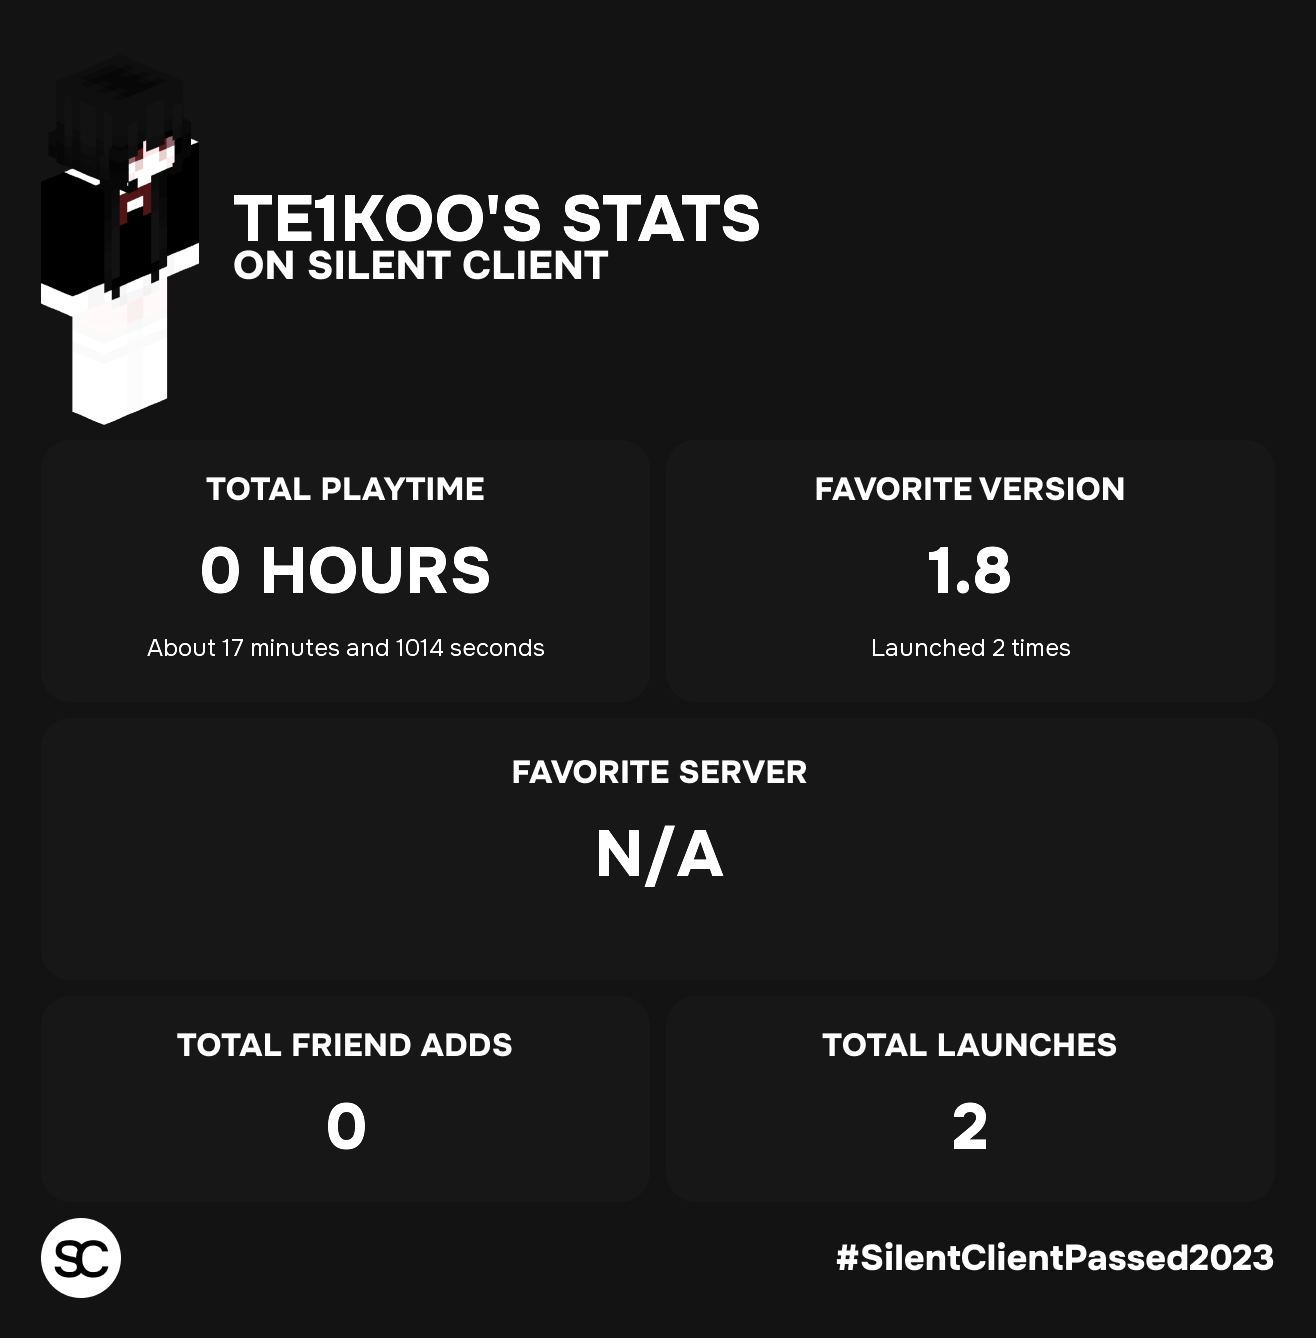 TE1KOO'S STATS
ON SILENT CLIENT
TOTAL PLAYTIME
0 HOURS
About 17 minutes and 1014 seconds
FAVORITE VERSION
1.8
Launched 2 times
FAVORITE SERVER
N/A
TOTAL FRIEND ADDS
0
TOTAL LAUNCHES
2
SC
#SilentClientPassed2023